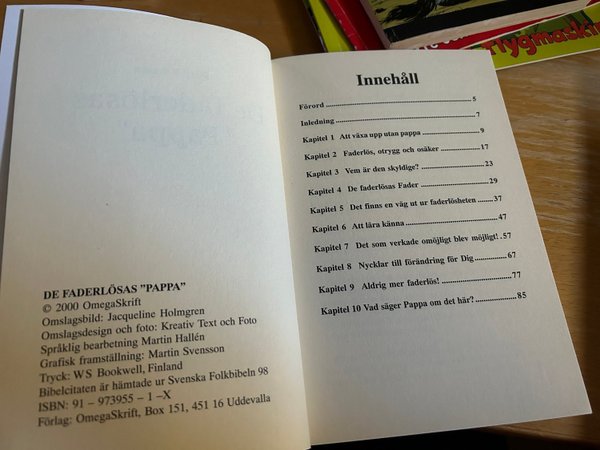 DE FADERLÖSAS "PAPPA"
© 2000 OmegaSkrift
Omslagsbild: Jacqueline Holmgren
Omslagsdesign och foto: Kreativ Text och Foto
Språklig bearbetning Martin Hallén
Grafisk framställning: Martin Svensson
Tryck: WS Bookwell, Finland
Bibelcitaten är hämtade ur Svenska Folkbibeln 98
ISBN: 91 – 973955 – 1 –X
Förlag: OmegaSkrift, Box 151, 451 16 Uddevalla
Innehåll
Förord 5
Inledning 7
Kapitel 1 Att växa upp utan pappa 9
Kapitel 2 Faderlös, otrygg och osäker 17
Kapitel 3 Vem är den skyldige? 23
Kapitel 4 De faderlösas Fader 29
Kapitel 5 Det finns en väg ut ur faderlösheten 37
Kapitel 6 Att lära känna 47
Kapitel 7 Det som verkade omöjligt blev möjligt! .57
Kapitel 8 Nycklar till förändring för Dig 67
Kapitel 9 Aldrig mer faderlös! 77
Kapitel 10 Vad säger Pappa om det här? 85
Flygmaskin